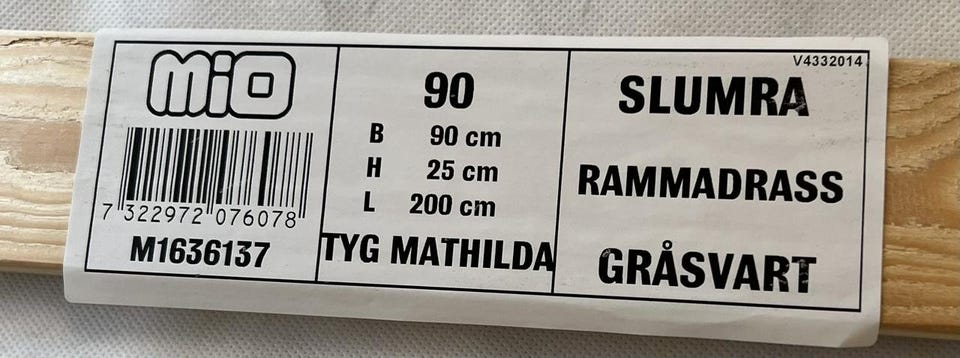 MiO
7 322972 076078
M1636137
90
B 90 cm
H 25 cm
L 200 cm
TYG MATHILDA
V4332014
SLUMRA
RAMMADRASS
GRÅSVART